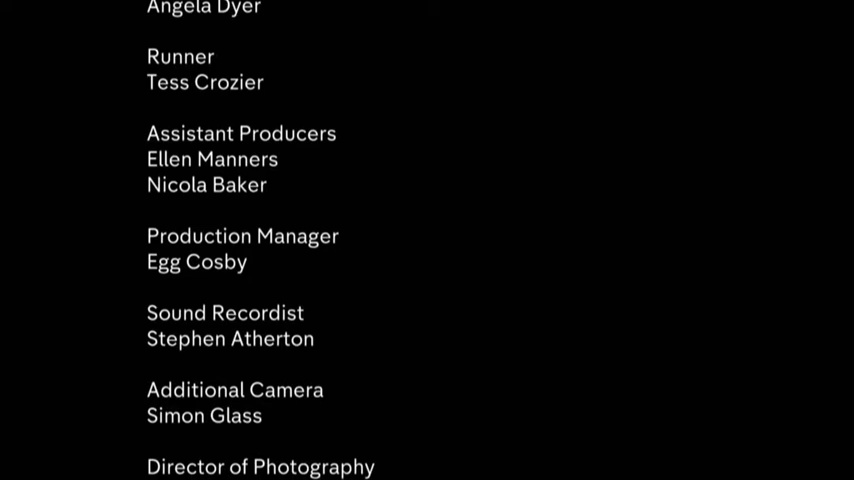 Angela Dyer
Runner
Tess Crozier
Assistant Producers
Ellen Manners
Nicola Baker
Production Manager
Egg Cosby
Sound Recordist
Stephen Atherton
Additional Camera
Simon Glass
Director of Photography